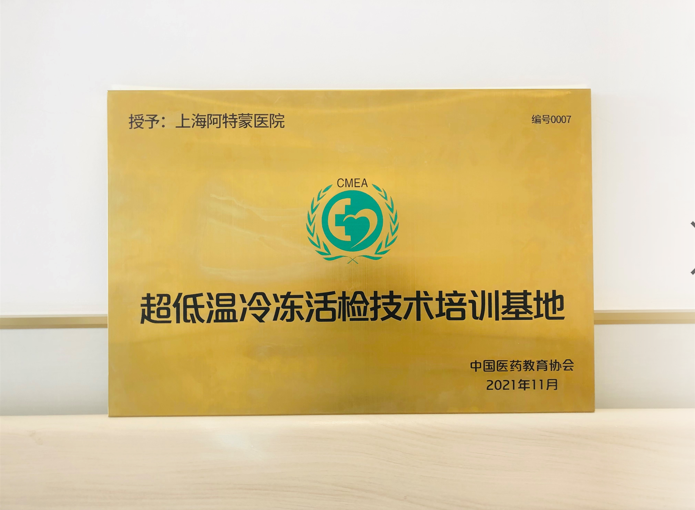 授予：上海阿特蒙医院
编号0007
CMEA
超低温冷冻活检技术培训基地
中国医药教育协会
2021年11月